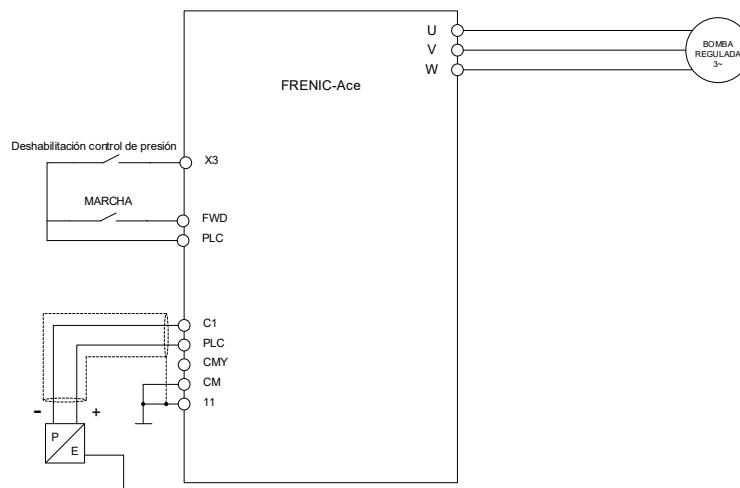 U
V
W
BOMBA
REGULADA
3~
FRENIC-Ace
Deshabilitación control de presión
X3
MARCHA
FWD
PLC
C1
PLC
CMY
CM
11
- +
P
E